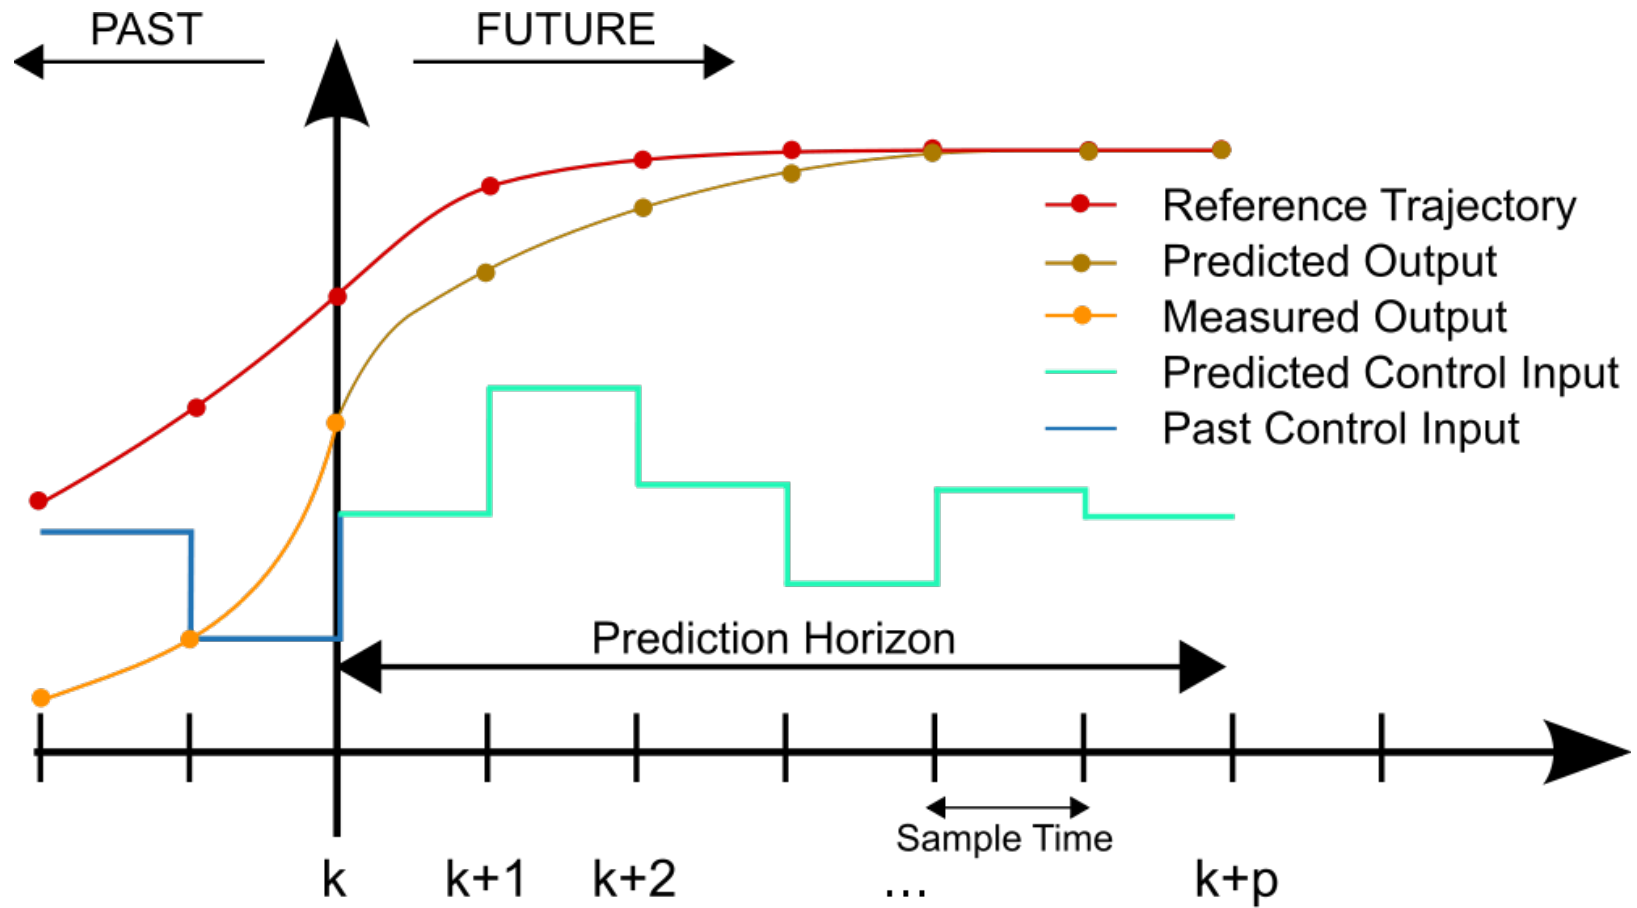 PAST
FUTURE
Reference Trajectory
Predicted Output
Measured Output
Predicted Control Input
Past Control Input
Prediction Horizon
Sample Time
k
k+1
k+2
...
k+p